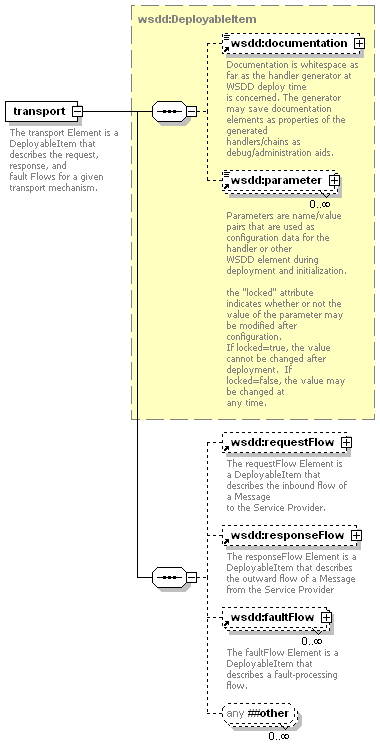 wsdd:DeployableItem
wsdd:documentation
Documentation is whitespace as
far as the handler generator at
WSDD deploy time
is concerned. The generator
may save documentation
elements as properties of the
generated
handlers/chains as
debug/administration aids.
transport
The transport Element is a
DeployableItem that
describes the request,
response, and
fault Flows for a given
transport mechanism.
wsdd:parameter
0..∞
Parameters are name/value
pairs that are used as
configuration data for the
handler or other
WSDD element during
deployment and initialization.
the "locked" attribute
indicates whether or not the
value of the parameter may
be modified after
configuration.
If locked=true, the value
cannot be changed after
deployment. If
locked=false, the value may
be changed at
any time.
wsdd:requestFlow
The requestFlow Element is
a DeployableItem that
describes the inbound flow of
a Message
to the Service Provider.
wsdd:responseFlow
The responseFlow Element is a
DeployableItem that describes
the outward flow of a Message
from the Service Provider
wsdd:faultFlow
0..∞
The faultFlow Element is a
DeployableItem that
describes a fault-processing
flow.
any ##other
0..∞